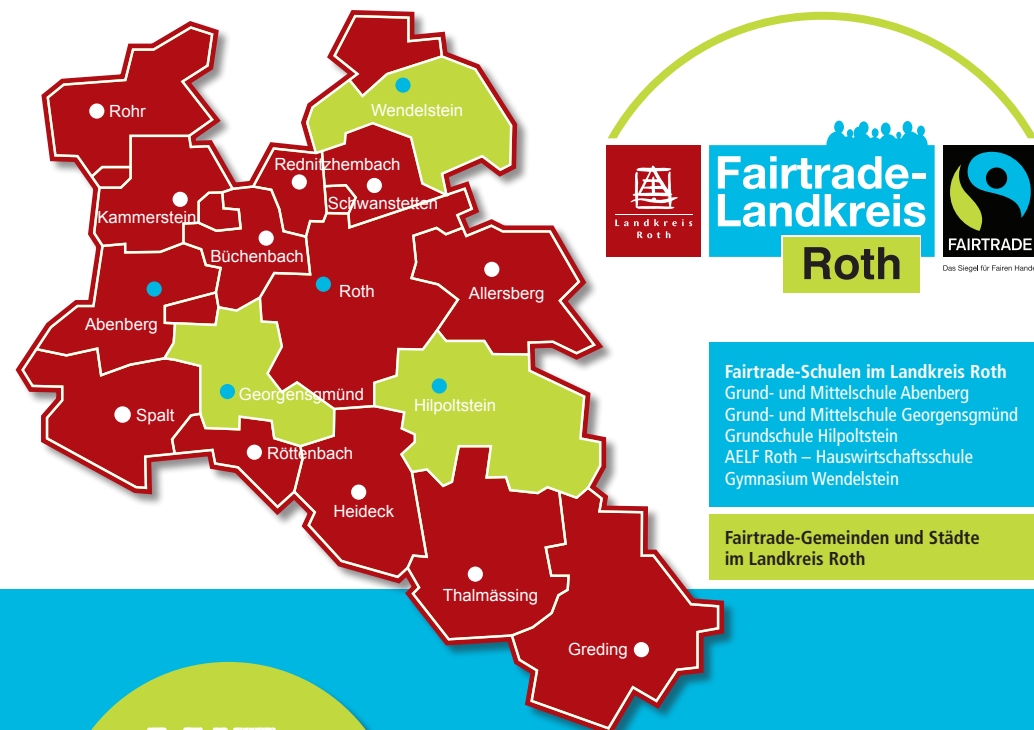 Rohr
Wendelstein
Rednitzhembach
Kammerstein
Schwanstetten
Büchenbach
Roth
Allersberg
Abenberg
Georgensgmünd
Hilpoltstein
Spalt
Röttenbach
Heideck
Thalmässing
Greding
Landkreis
Roth
Fairtrade-
Landkreis
Roth
FAIRTRADE
Fairtrade-Schulen im Landkreis Roth
Grund- und Mittelschule Abenberg
Grund- und Mittelschule Georgensgmünd
Grundschule Hilpoltstein
AELF Roth – Hauswirtschaftsschule
Gymnasium Wendelstein
Fairtrade-Gemeinden und Städte
im Landkreis Roth
Das Siegel für Fairen